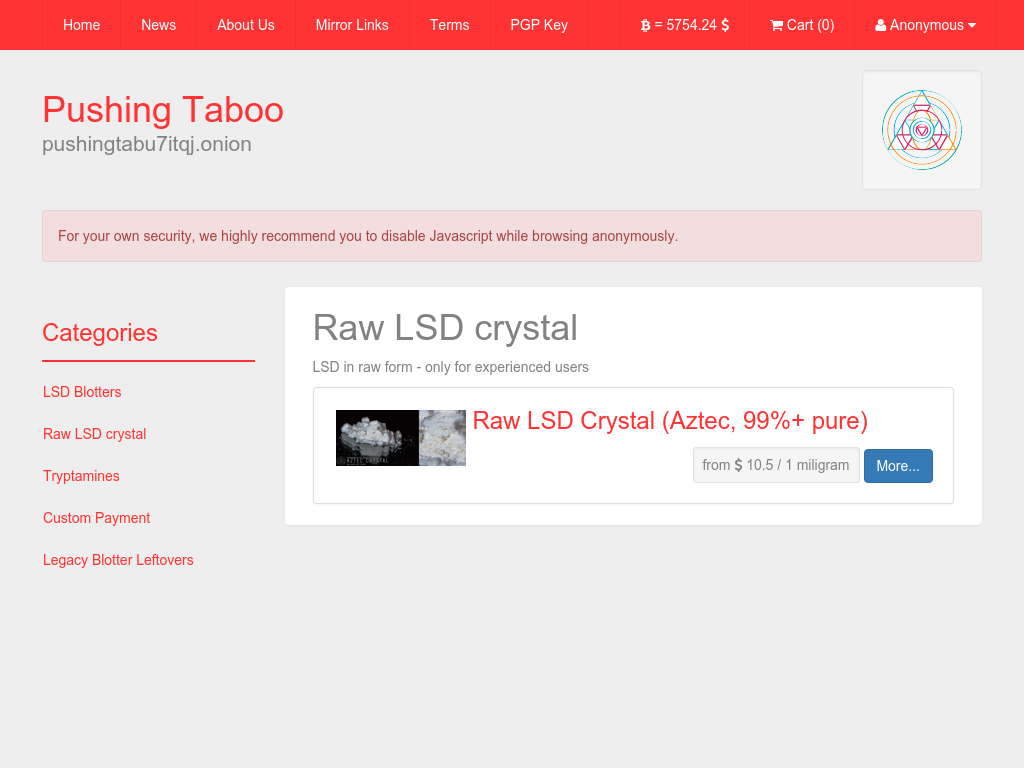 Home News About Us Mirror Links Terms PGP Key = 5754.24 $ Cart (0) Anonymous
Pushing Taboo
pushingtabu7itqj.onion
For your own security, we highly recommend you to disable Javascript while browsing anonymously.
Categories
LSD Blotters
Raw LSD crystal
Tryptamines
Custom Payment
Legacy Blotter Leftovers
Raw LSD crystal
LSD in raw form - only for experienced users
AZTEC CRYSTAL
Raw LSD Crystal (Aztec, 99%+ pure)
from $ 10.5 / 1 miligram More...